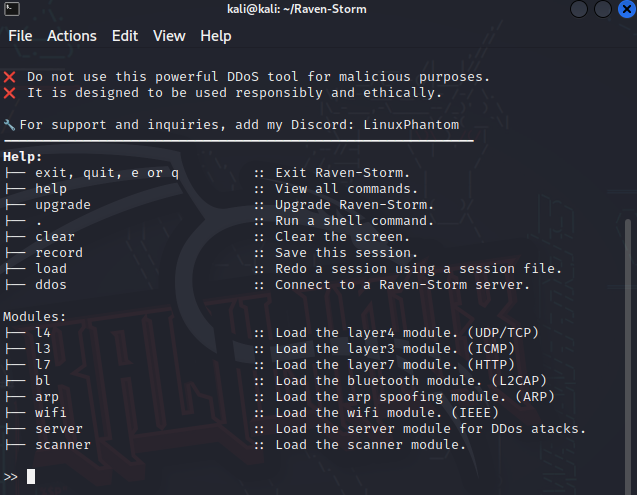 kali@kali: ~/Raven-Storm
File Actions Edit View Help
❌ Do not use this powerful DDoS tool for malicious purposes.
❌ It is designed to be used responsibly and ethically.
🔧 For support and inquiries, add my Discord: LinuxPhantom
Help:
├── exit, quit, e or q :: Exit Raven-Storm.
├── help :: View all commands.
├── upgrade :: Upgrade Raven-Storm.
├── . :: Run a shell command.
├── clear :: Clear the screen.
├── record :: Save this session.
├── load :: Redo a session using a session file.
├── ddos :: Connect to a Raven-Storm server.
Modules:
├── l4 :: Load the layer4 module. (UDP/TCP)
├── l3 :: Load the layer3 module. (ICMP)
├── l7 :: Load the layer7 module. (HTTP)
├── bl :: Load the bluetooth module. (L2CAP)
├── arp :: Load the arp spoofing module. (ARP)
├── wifi :: Load the wifi module. (IEEE)
├── server :: Load the server module for DDos atacks.
├── scanner :: Load the scanner module.
>>